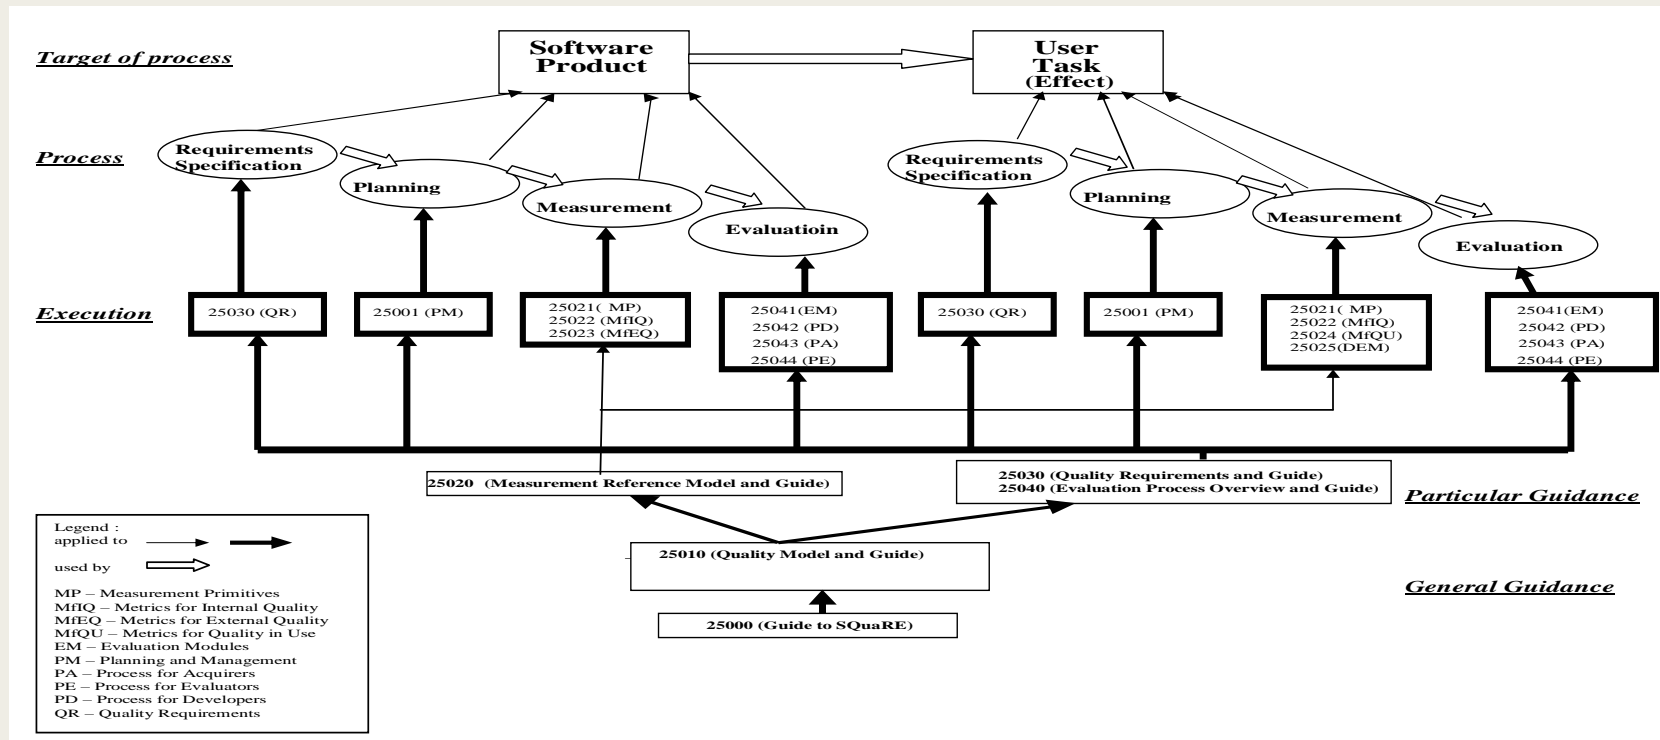 Target of process
Software
Product
User
Task
(Effect)
Process
Requirements
Specification
Planning
Measurement
Evaluatioin
Requirements
Specification
Planning
Measurement
Evaluation
Execution
25030 (QR)
25001 (PM)
25021( MP)
25022 (MfIQ)
25023 (MfEQ)
25041(EM)
25042 (PD)
25043 (PA)
25044 (PE)
25030 (QR)
25001 (PM)
25021( MP)
25022 (MfIQ)
25024 (MfQU)
25025(DEM)
25041(EM)
25042 (PD)
25043 (PA)
25044 (PE)
25020 (Measurement Reference Model and Guide)
25030 (Quality Requirements and Guide)
25040 (Evaluation Process Overview and Guide)
Particular Guidance
25010 (Quality Model and Guide)
General Guidance
25000 (Guide to SQuaRE)
Legend :
applied to
used by
MP – Measurement Primitives
MfIQ – Metrics for Internal Quality
MfEQ – Metrics for External Quality
MfQU – Metrics for Quality in Use
EM – Evaluation Modules
PM – Planning and Management
PA – Process for Acquirers
PE – Process for Evaluators
PD – Process for Developers
QR – Quality Requirements